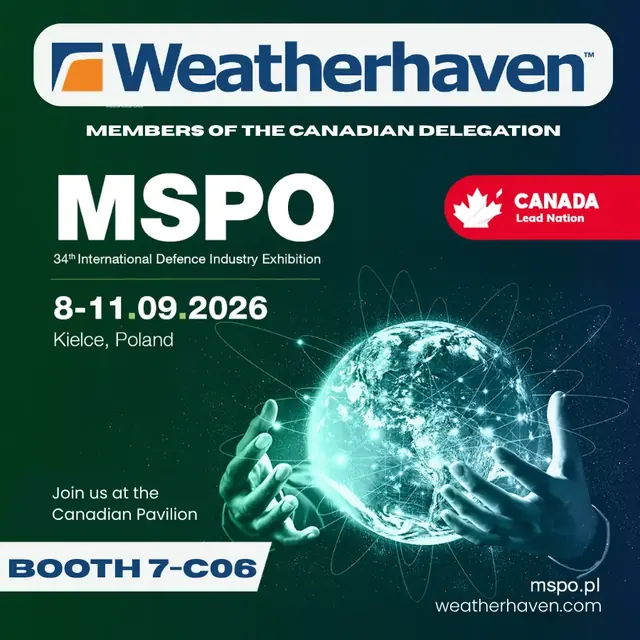 Weatherhaven™
MEMBERS OF THE CANADIAN DELEGATION
MSPO
34th International Defence Industry Exhibition
CANADA
Lead Nation
8-11.09.2026
Kielce, Poland
Join us at the
Canadian Pavilion
BOOTH 7-C06
mspo.pl
weatherhaven.com